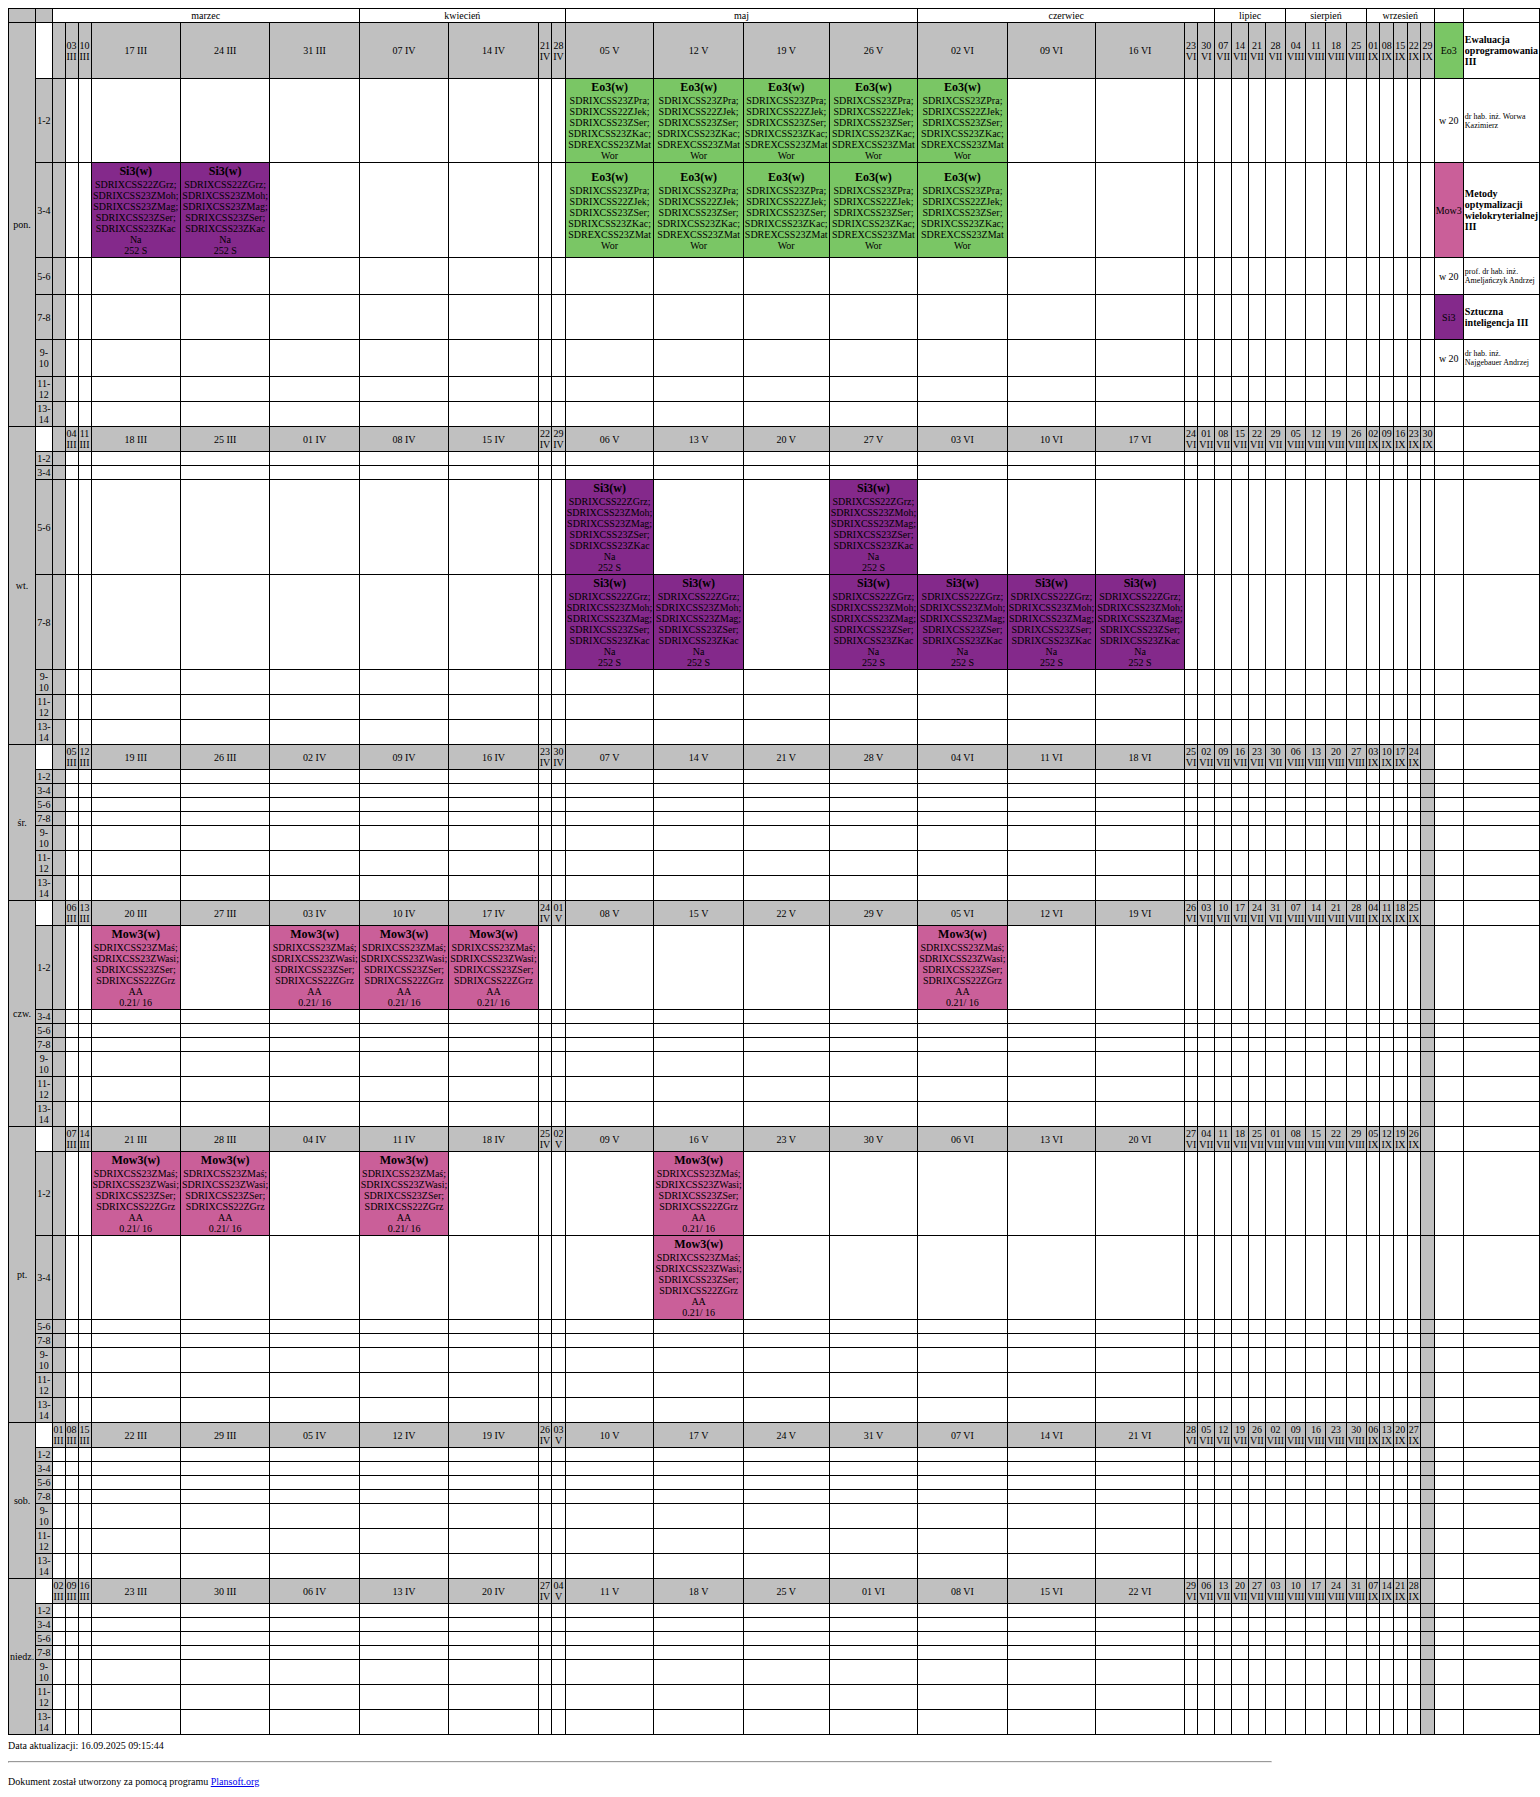 marzec kwiecień maj czerwiec lipiec sierpień wrzesień
pon. 03 III 10 III 17 III 24 III 31 III 07 IV 14 IV 21 IV 28 IV 05 V 12 V 19 V 26 V 02 VI 09 VI 16 VI 23 VI 30 VI 07 VII 14 VII 21 VII 28 VII 04 VIII 11 VIII 18 VIII 25 VIII 01 IX 08 IX 15 IX 22 IX 29 IX Eo3 Ewaluacja oprogramowania III
1-2 Eo3(w) Eo3(w) Eo3(w) Eo3(w) Eo3(w) w 20 dr hab. inż. Worwa Kazimierz
SDRIXCSS23ZPra; SDRIXCSS23ZPra; SDRIXCSS23ZPra; SDRIXCSS23ZPra; SDRIXCSS23ZPra;
SDRIXCSS22ZJek; SDRIXCSS22ZJek; SDRIXCSS22ZJek; SDRIXCSS22ZJek; SDRIXCSS22ZJek;
SDRIXCSS23ZSer; SDRIXCSS23ZSer; SDRIXCSS23ZSer; SDRIXCSS23ZSer; SDRIXCSS23ZSer;
SDRIXCSS23ZKac; SDRIXCSS23ZKac; SDRIXCSS23ZKac; SDRIXCSS23ZKac; SDRIXCSS23ZKac;
SDREXCSS23ZMat SDREXCSS23ZMat SDREXCSS23ZMat SDREXCSS23ZMat SDREXCSS23ZMat
Wor Wor Wor Wor Wor
3-4 Si3(w) Si3(w) Eo3(w) Eo3(w) Eo3(w) Eo3(w) Eo3(w) Mow3 Metody optymalizacji wielokryterialnej III
SDRIXCSS22ZGrz; SDRIXCSS22ZGrz; SDRIXCSS23ZPra; SDRIXCSS23ZPra; SDRIXCSS23ZPra; SDRIXCSS23ZPra; SDRIXCSS23ZPra;
SDRIXCSS23ZMoh; SDRIXCSS23ZMoh; SDRIXCSS22ZJek; SDRIXCSS22ZJek; SDRIXCSS22ZJek; SDRIXCSS22ZJek; SDRIXCSS22ZJek;
SDRIXCSS23ZMag; SDRIXCSS23ZMag; SDRIXCSS23ZSer; SDRIXCSS23ZSer; SDRIXCSS23ZSer; SDRIXCSS23ZSer; SDRIXCSS23ZSer;
SDRIXCSS23ZSer; SDRIXCSS23ZSer; SDRIXCSS23ZKac; SDRIXCSS23ZKac; SDRIXCSS23ZKac; SDRIXCSS23ZKac; SDRIXCSS23ZKac;
SDRIXCSS23ZKac SDRIXCSS23ZKac SDREXCSS23ZMat SDREXCSS23ZMat SDREXCSS23ZMat SDREXCSS23ZMat SDREXCSS23ZMat
Na Na Wor Wor Wor Wor Wor
252 S 252 S
5-6 w 20 prof. dr hab. inż. Ameljańczyk Andrzej
7-8 Si3 Sztuczna inteligencja III
9-10 w 20 dr hab. inż. Najgebauer Andrzej
11-12
13-14
wt. 04 III 11 III 18 III 25 III 01 IV 08 IV 15 IV 22 IV 29 IV 06 V 13 V 20 V 27 V 03 VI 10 VI 17 VI 24 VI 01 VII 08 VII 15 VII 22 VII 29 VII 05 VIII 12 VIII 19 VIII 26 VIII 02 IX 09 IX 16 IX 23 IX 30 IX
1-2
3-4
5-6 Si3(w) Si3(w)
SDRIXCSS22ZGrz; SDRIXCSS22ZGrz;
SDRIXCSS23ZMoh; SDRIXCSS23ZMoh;
SDRIXCSS23ZMag; SDRIXCSS23ZMag;
SDRIXCSS23ZSer; SDRIXCSS23ZSer;
SDRIXCSS23ZKac SDRIXCSS23ZKac
Na Na
252 S 252 S
7-8 Si3(w) Si3(w) Si3(w) Si3(w) Si3(w) Si3(w)
SDRIXCSS22ZGrz; SDRIXCSS22ZGrz; SDRIXCSS22ZGrz; SDRIXCSS22ZGrz; SDRIXCSS22ZGrz; SDRIXCSS22ZGrz;
SDRIXCSS23ZMoh; SDRIXCSS23ZMoh; SDRIXCSS23ZMoh; SDRIXCSS23ZMoh; SDRIXCSS23ZMoh; SDRIXCSS23ZMoh;
SDRIXCSS23ZMag; SDRIXCSS23ZMag; SDRIXCSS23ZMag; SDRIXCSS23ZMag; SDRIXCSS23ZMag; SDRIXCSS23ZMag;
SDRIXCSS23ZSer; SDRIXCSS23ZSer; SDRIXCSS23ZSer; SDRIXCSS23ZSer; SDRIXCSS23ZSer; SDRIXCSS23ZSer;
SDRIXCSS23ZKac SDRIXCSS23ZKac SDRIXCSS23ZKac SDRIXCSS23ZKac SDRIXCSS23ZKac SDRIXCSS23ZKac
Na Na Na Na Na Na
252 S 252 S 252 S 252 S 252 S 252 S
9-10
11-12
13-14
śr. 05 III 12 III 19 III 26 III 02 IV 09 IV 16 IV 23 IV 30 IV 07 V 14 V 21 V 28 V 04 VI 11 VI 18 VI 25 VI 02 VII 09 VII 16 VII 23 VII 30 VII 06 VIII 13 VIII 20 VIII 27 VIII 03 IX 10 IX 17 IX 24 IX
1-2
3-4
5-6
7-8
9-10
11-12
13-14
czw. 06 III 13 III 20 III 27 III 03 IV 10 IV 17 IV 24 IV 01 V 08 V 15 V 22 V 29 V 05 VI 12 VI 19 VI 26 VI 03 VII 10 VII 17 VII 24 VII 31 VII 07 VIII 14 VIII 21 VIII 28 VIII 04 IX 11 IX 18 IX 25 IX
1-2 Mow3(w) Mow3(w) Mow3(w) Mow3(w) Mow3(w)
SDRIXCSS23ZMaś; SDRIXCSS23ZMaś; SDRIXCSS23ZMaś; SDRIXCSS23ZMaś; SDRIXCSS23ZMaś;
SDRIXCSS23ZWasi; SDRIXCSS23ZWasi; SDRIXCSS23ZWasi; SDRIXCSS23ZWasi; SDRIXCSS23ZWasi;
SDRIXCSS23ZSer; SDRIXCSS23ZSer; SDRIXCSS23ZSer; SDRIXCSS23ZSer; SDRIXCSS23ZSer;
SDRIXCSS22ZGrz SDRIXCSS22ZGrz SDRIXCSS22ZGrz SDRIXCSS22ZGrz SDRIXCSS22ZGrz
AA AA AA AA AA
0.21/ 16 0.21/ 16 0.21/ 16 0.21/ 16 0.21/ 16
3-4
5-6
7-8
9-10
11-12
13-14
pt. 07 III 14 III 21 III 28 III 04 IV 11 IV 18 IV 25 IV 02 V 09 V 16 V 23 V 30 V 06 VI 13 VI 20 VI 27 VI 04 VII 11 VII 18 VII 25 VII 01 VIII 08 VIII 15 VIII 22 VIII 29 VIII 05 IX 12 IX 19 IX 26 IX
1-2 Mow3(w) Mow3(w) Mow3(w) Mow3(w)
SDRIXCSS23ZMaś; SDRIXCSS23ZMaś; SDRIXCSS23ZMaś; SDRIXCSS23ZMaś;
SDRIXCSS23ZWasi; SDRIXCSS23ZWasi; SDRIXCSS23ZWasi; SDRIXCSS23ZWasi;
SDRIXCSS23ZSer; SDRIXCSS23ZSer; SDRIXCSS23ZSer; SDRIXCSS23ZSer;
SDRIXCSS22ZGrz SDRIXCSS22ZGrz SDRIXCSS22ZGrz SDRIXCSS22ZGrz
AA AA AA AA
0.21/ 16 0.21/ 16 0.21/ 16 0.21/ 16
3-4 Mow3(w)
SDRIXCSS23ZMaś;
SDRIXCSS23ZWasi;
SDRIXCSS23ZSer;
SDRIXCSS22ZGrz
AA
0.21/ 16
5-6
7-8
9-10
11-12
13-14
sob. 01 III 08 III 15 III 22 III 29 III 05 IV 12 IV 19 IV 26 IV 03 V 10 V 17 V 24 V 31 V 07 VI 14 VI 21 VI 28 VI 05 VII 12 VII 19 VII 26 VII 02 VIII 09 VIII 16 VIII 23 VIII 30 VIII 06 IX 13 IX 20 IX 27 IX
1-2
3-4
5-6
7-8
9-10
11-12
13-14
niedz. 02 III 09 III 16 III 23 III 30 III 06 IV 13 IV 20 IV 27 IV 04 V 11 V 18 V 25 V 01 VI 08 VI 15 VI 22 VI 29 VI 06 VII 13 VII 20 VII 27 VII 03 VIII 10 VIII 17 VIII 24 VIII 31 VIII 07 IX 14 IX 21 IX 28 IX
1-2
3-4
5-6
7-8
9-10
11-12
13-14
Data aktualizacji: 16.09.2025 09:15:44
Dokument został utworzony za pomocą programu Plansoft.org